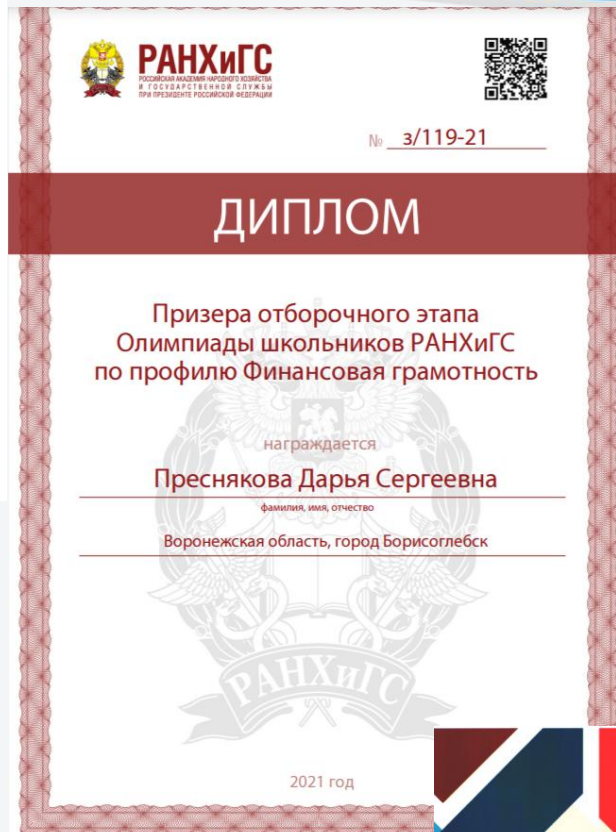 РАНХиГС
РОССИЙСКАЯ АКАДЕМИЯ НАРОДНОГО ХОЗЯЙСТВА
И ГОСУДАРСТВЕННОЙ СЛУЖБЫ
ПРИ ПРЕЗИДЕНТЕ РОССИЙСКОЙ ФЕДЕРАЦИИ
№ з/119-21
ДИПЛОМ
Призера отборочного этапа
Олимпиады школьников РАНХиГС
по профилю Финансовая грамотность
награждается
Преснякова Дарья Сергеевна
фамилия, имя, отчество
Воронежская область, город Борисоглебск
РАНХиГС
2021 год